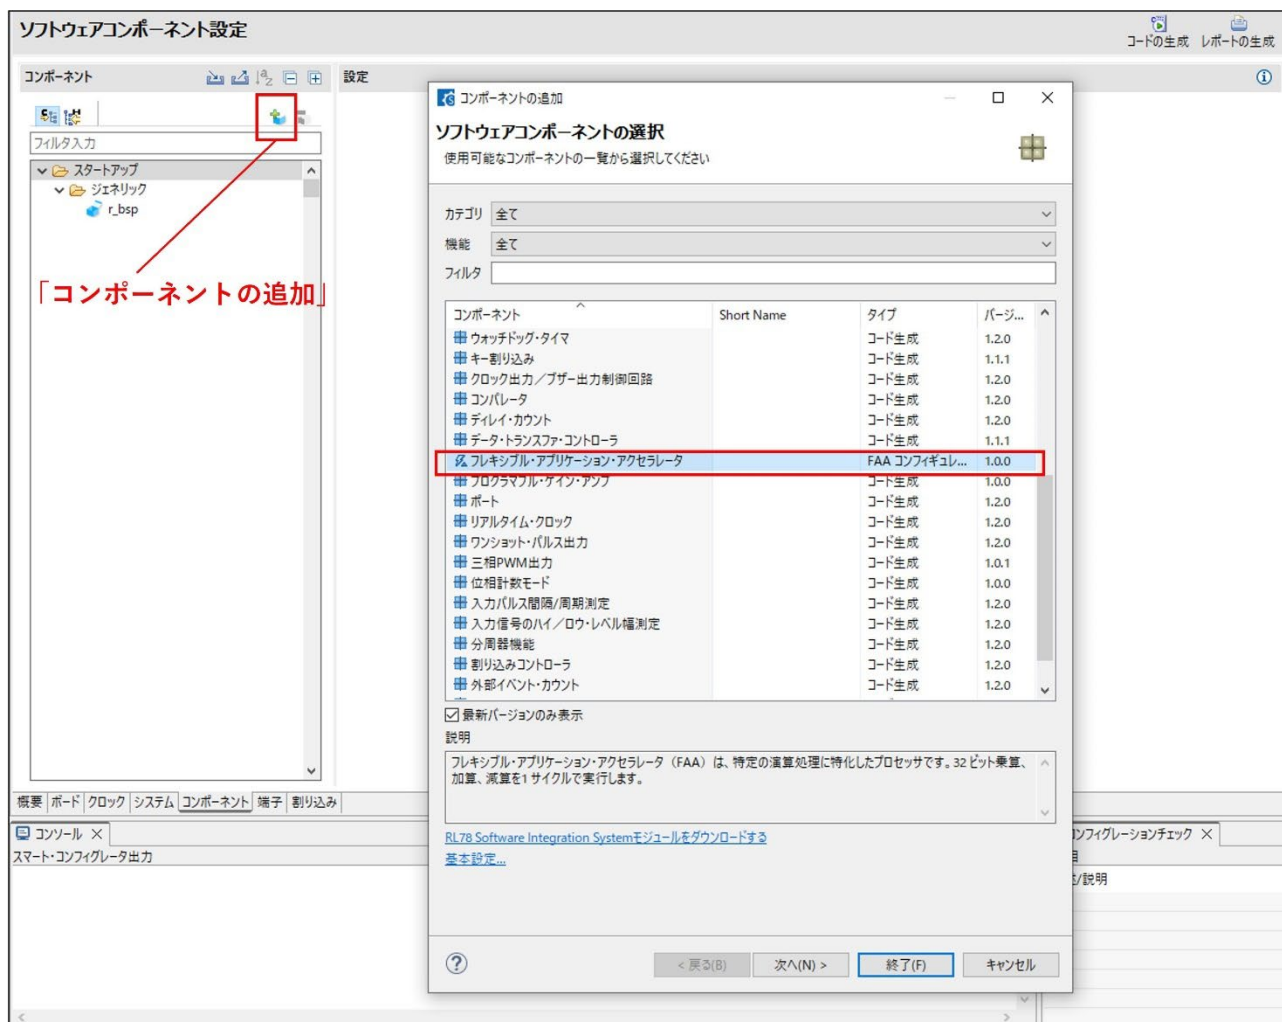 ソフトウェアコンポーネント設定
コードの生成 レポートの生成
コンポーネント
設定
フィルタ入力
スタートアップ
ジェネリック
r_bsp
「コンポーネントの追加」
コンポーネントの追加
ソフトウェアコンポーネントの選択
使用可能なコンポーネントの一覧から選択してください
カテゴリ 全て
機能 全て
フィルタ
コンポーネント Short Name タイプ バージ...
ウォッチドッグ・タイマ コード生成 1.2.0
キー割り込み コード生成 1.1.1
クロック出力／ブザー出力制御回路 コード生成 1.2.0
コンパレータ コード生成 1.2.0
ディレイ・カウント コード生成 1.2.0
データ・トランスファ・コントローラ コード生成 1.1.1
フレキシブル・アプリケーション・アクセラレータ FAA コンフィギュレ... 1.0.0
プログラマブル・ゲイン・アンプ コード生成 1.0.0
ポート コード生成 1.2.0
リアルタイム・クロック コード生成 1.2.0
ワンショット・パルス出力 コード生成 1.2.0
三相PWM出力 コード生成 1.0.1
位相計数モード コード生成 1.0.0
入力パルス間隔/周期測定 コード生成 1.2.0
入力信号のハイ／ロウ・レベル幅測定 コード生成 1.2.0
分周器機能 コード生成 1.2.0
割り込みコントローラ コード生成 1.2.0
外部イベント・カウント コード生成 1.2.0
最新バージョンのみ表示
説明
フレキシブル・アプリケーション・アクセラレータ（FAA）は、特定の演算処理に特化したプロセッサです。32 ビット乗算、
加算、減算を1 サイクルで実行します。
RL78 Software Integration Systemモジュールをダウンロードする
基本設定...
< 戻る(B) 次へ(N) > 終了(F) キャンセル
概要 ボード クロック システム コンポーネント 端子 割り込み
コンソール
スマート・コンフィグレータ出力
ンフィグレーションチェック
/説明